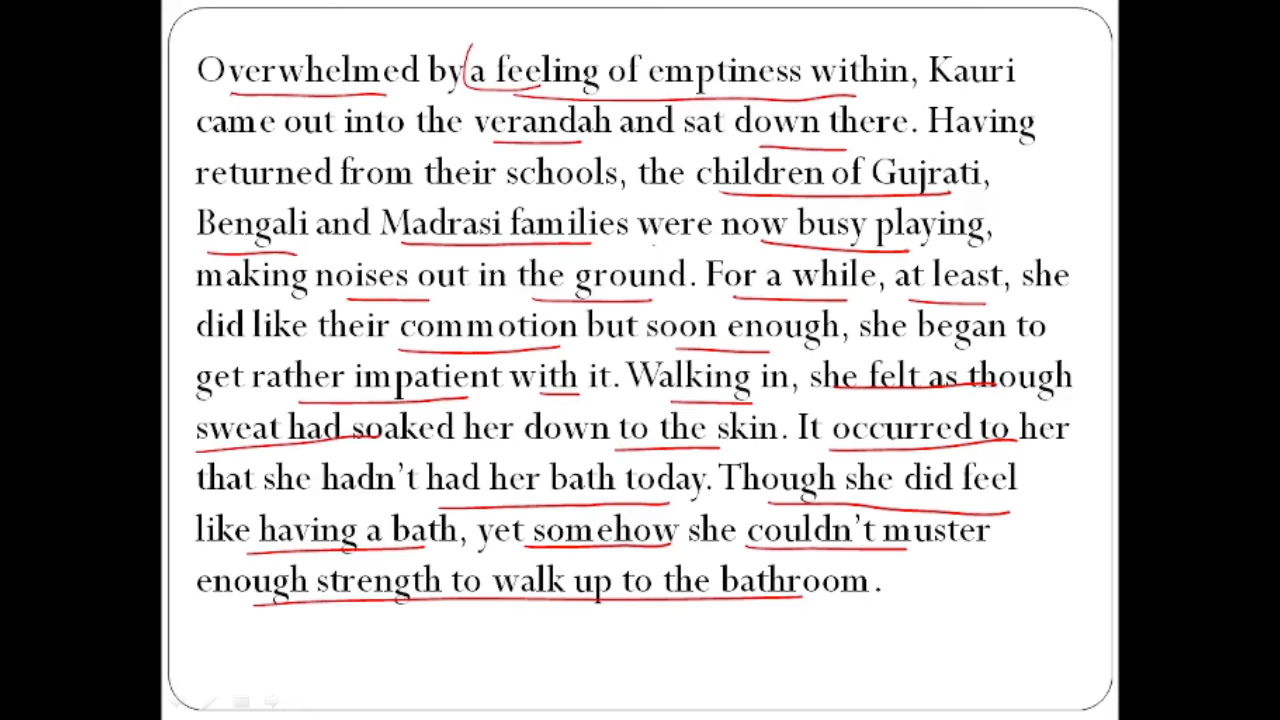 Overwhelmed by a feeling of emptiness within, Kauri
came out into the verandah and sat down there. Having
returned from their schools, the children of Gujrati,
Bengali and Madrasi families were now busy playing,
making noises out in the ground. For a while, at least, she
did like their commotion but soon enough, she began to
get rather impatient with it. Walking in, she felt as though
sweat had soaked her down to the skin. It occurred to her
that she hadn't had her bath today. Though she did feel
like having a bath, yet somehow she couldn't muster
enough strength to walk up to the bathroom.